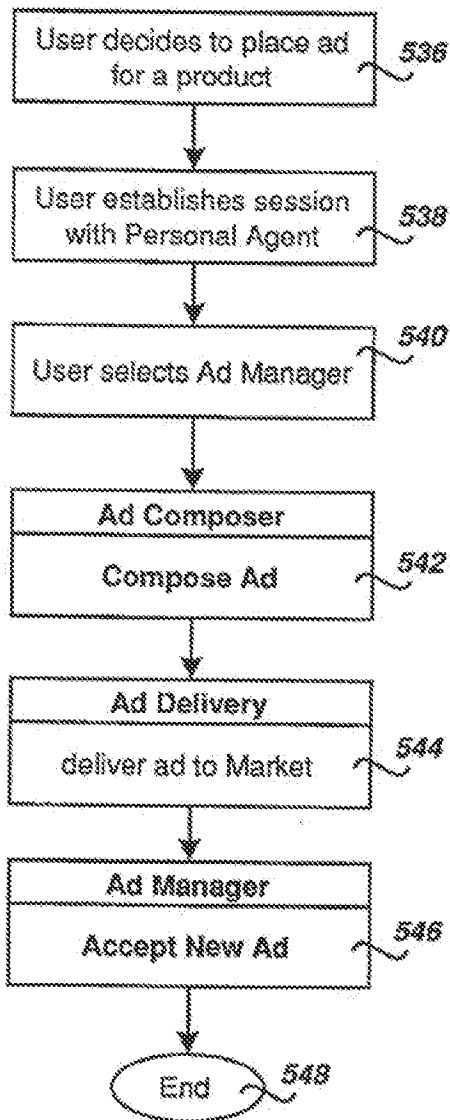 User decides to place ad
for a product
536
User establishes session
with Personal Agent
538
540
User selects Ad Manager
Ad Composer
Compose Ad
542
Ad Delivery
deliver ad to Market
544
Ad Manager
Accept New Ad
546
End
548